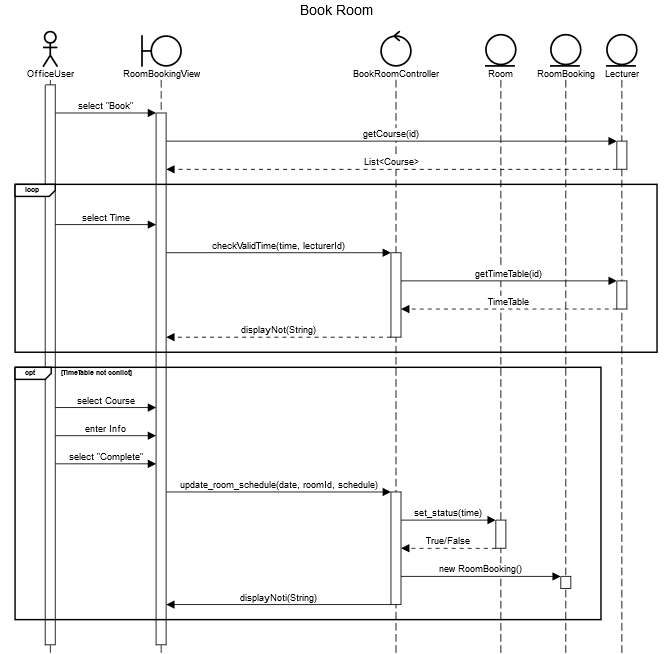 Book Room
OfficeUser
RoomBookingView
BookRoomController
Room
RoomBooking
Lecturer
select "Book"
getCourse(id)
List<Course>
loop
select Time
checkValidTime(time, lecturerId)
getTimeTable(id)
TimeTable
displayNot(String)
opt
[TimeTable not conlict]
select Course
enter Info
select "Complete"
update_room_schedule(date, roomId, schedule)
set_status(time)
True/False
new RoomBooking()
displayNoti(String)